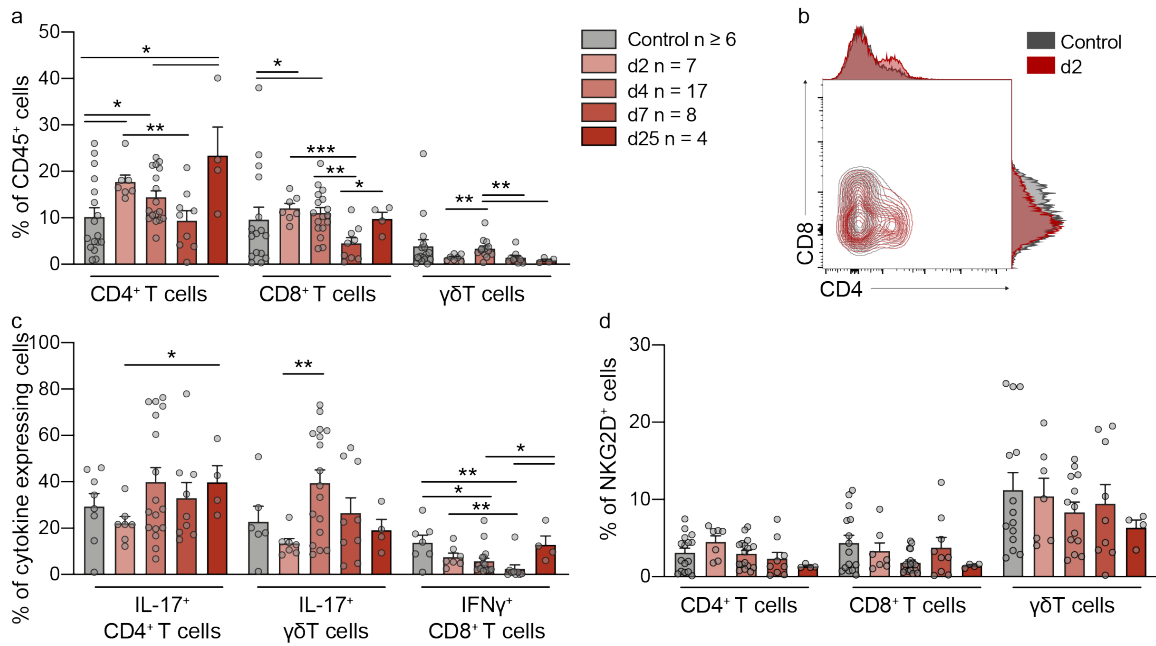 a
% of CD45⁺ cells
50
40
30
20
10
0
*
*
*
**
*
***
**
*
**
**
CD4⁺ T cells
CD8⁺ T cells
γδT cells
Control n ≥ 6
d2 n = 7
d4 n = 17
d7 n = 8
d25 n = 4
b
Control
d2
CD8
CD4
c
% of cytokine expressing cells
100
80
60
40
20
0
*
**
**
*
**
*
IL-17⁺
CD4⁺ T cells
IL-17⁺
γδT cells
IFNγ⁺
CD8⁺ T cells
d
% of NKG2D⁺ cells
30
20
10
0
CD4⁺ T cells
CD8⁺ T cells
γδT cells